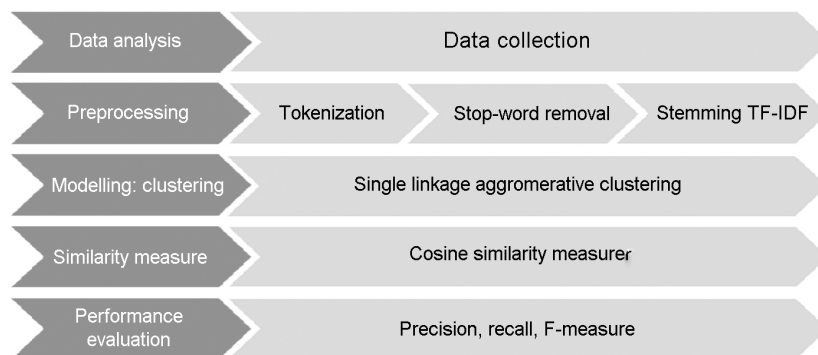 Data analysis
Data collection
Preprocessing
Tokenization
Stop-word removal
Stemming TF-IDF
Modelling: clustering
Single linkage aggromerative clustering
Similarity measure
Cosine similarity measurer
Performance
evaluation
Precision, recall, F-measure